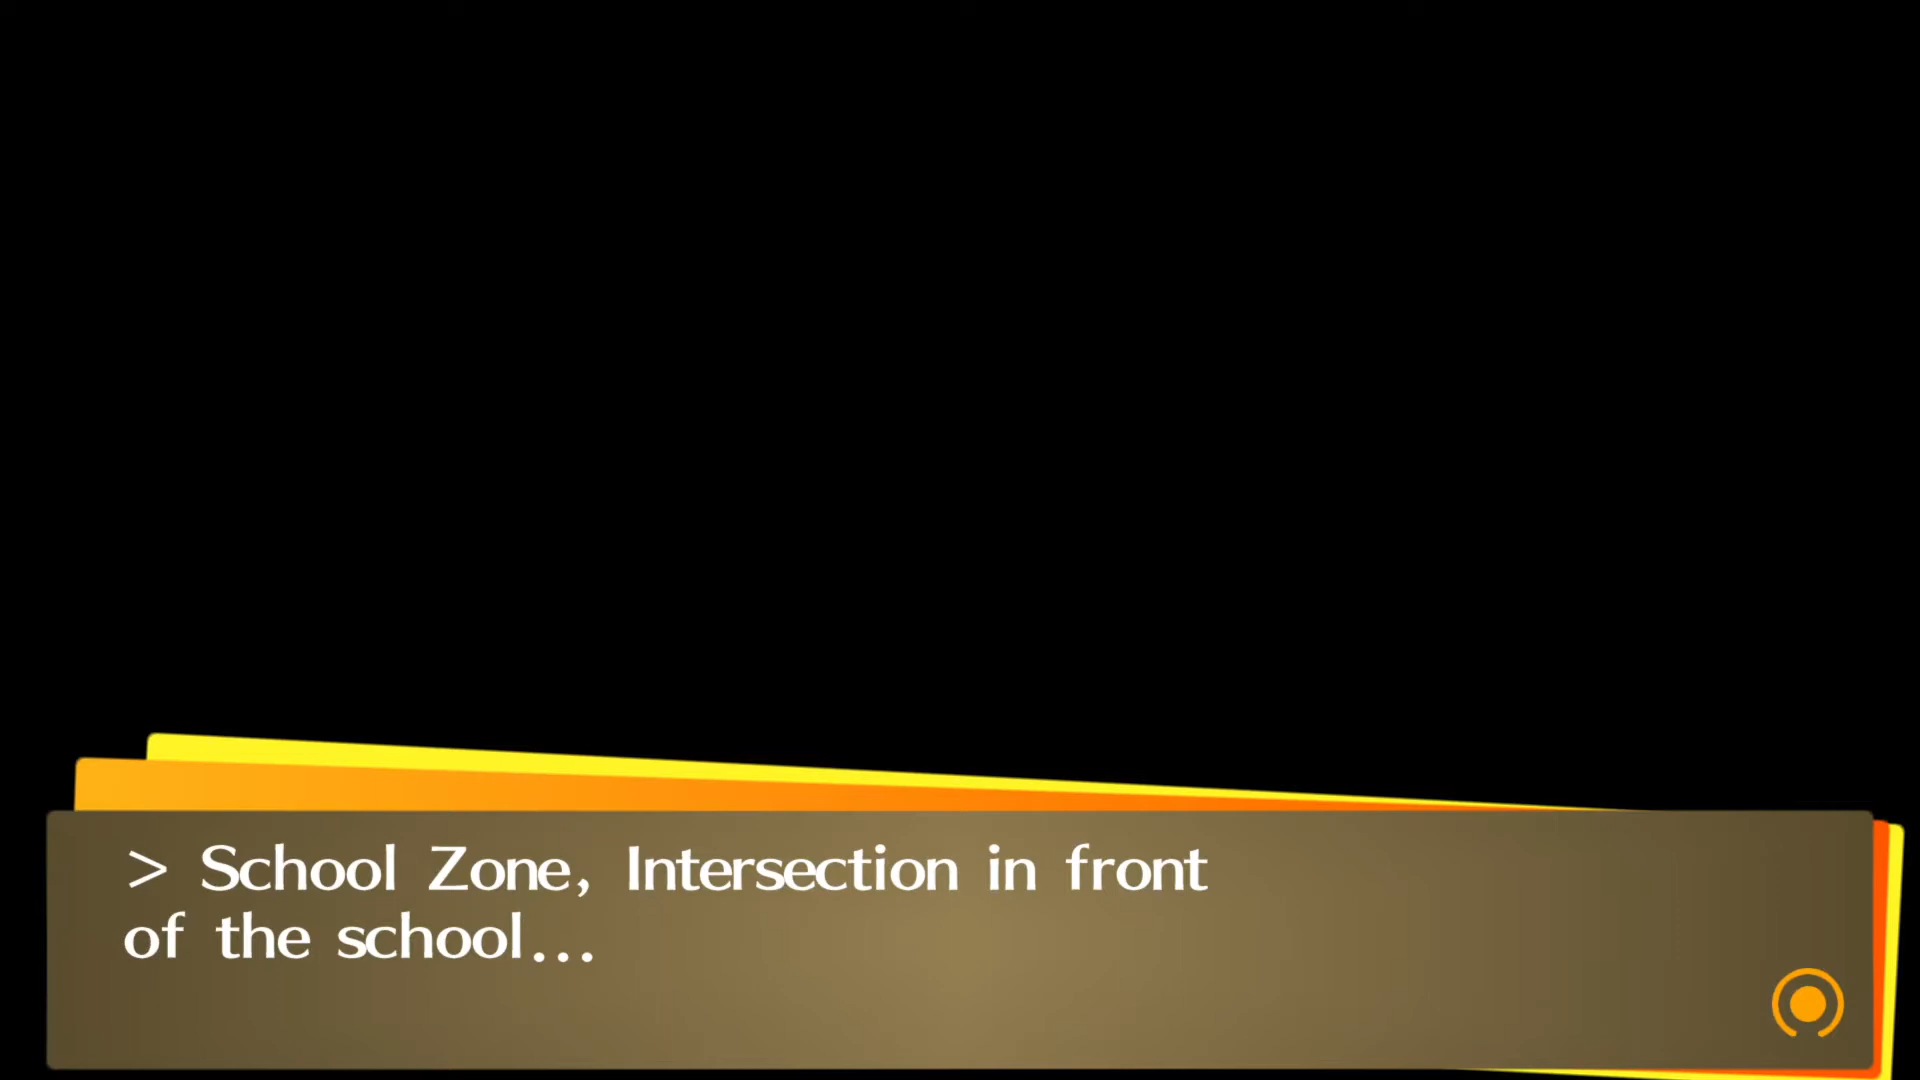 > School Zone, Intersection in front
of the school...